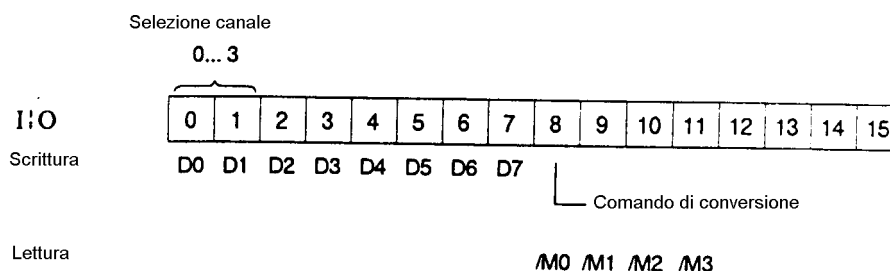 Selezione canale
0... 3
I:O 0 1 2 3 4 5 6 7 8 9 10 11 12 13 14 15
Scrittura D0 D1 D2 D3 D4 D5 D6 D7
Comando di conversione
Lettura /M0 /M1 /M2 /M3